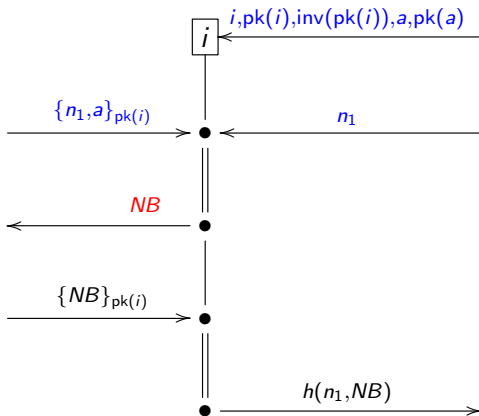 i,pk(i),inv(pk(i)),a,pk(a)
i
{n₁,a}pk(i)
n₁
NB
{NB}pk(i)
h(n₁,NB)